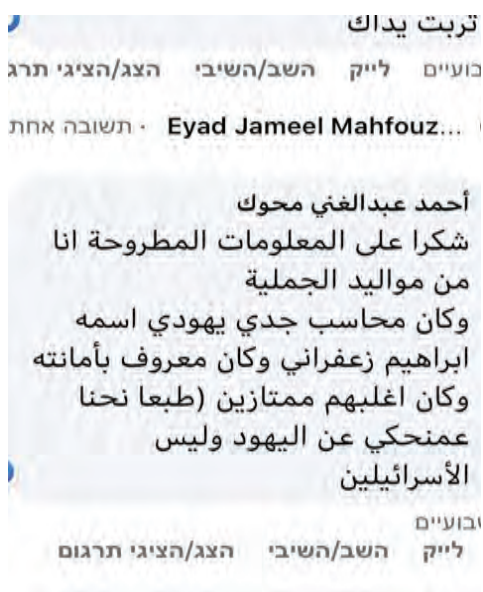 تربت يداك
בועיים לייק השב/השיבי הצג/הציגי תרג
Eyad Jameel Mahfouz... · תשובה אחת
أحمد عبدالغني محوك
شكرا على المعلومات المطروحة انا
من مواليد الجملية
وكان محاسب جدي يهودي اسمه
ابراهيم زعفراني وكان معروف بأمانته
وكان اغلبهم ممتازين (طبعا نحنا
عمنحكي عن اليهود وليس
الأسرائيلين
שבועיים
לייק השב/השיבי הצג/הציגי תרגום